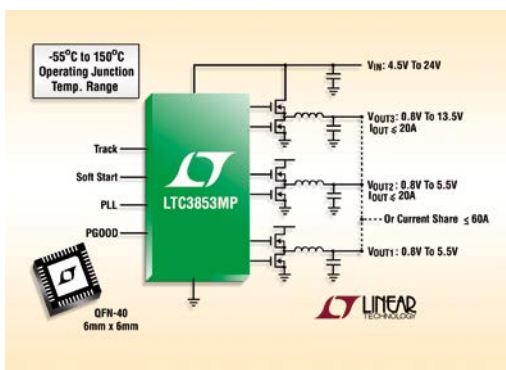 -55°C to 150°C
Operating Junction
Temp. Range
VIN: 4.5V To 24V
VOUT3: 0.8V To 13.5V
IOUT ≤ 20A
Track
Soft Start
PLL
PGOOD
LTC3853MP
VOUT2: 0.8V To 5.5V
IOUT ≤ 20A
Or Current Share ≤ 60A
VOUT1: 0.8V To 5.5V
QFN-40
6mm x 6mm
LINEAR
TECHNOLOGY